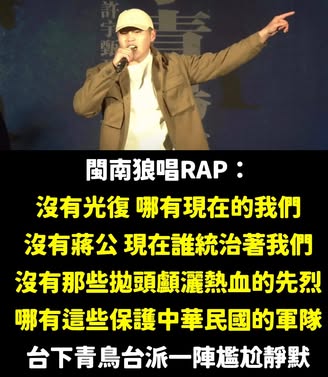 許宇甄
閩南狼唱RAP：
沒有光復 哪有現在的我們
沒有蔣公 現在誰統治著我們
沒有那些拋頭顱灑熱血的先烈
哪有這些保護中華民國的軍隊
台下青鳥台派一陣尷尬靜默